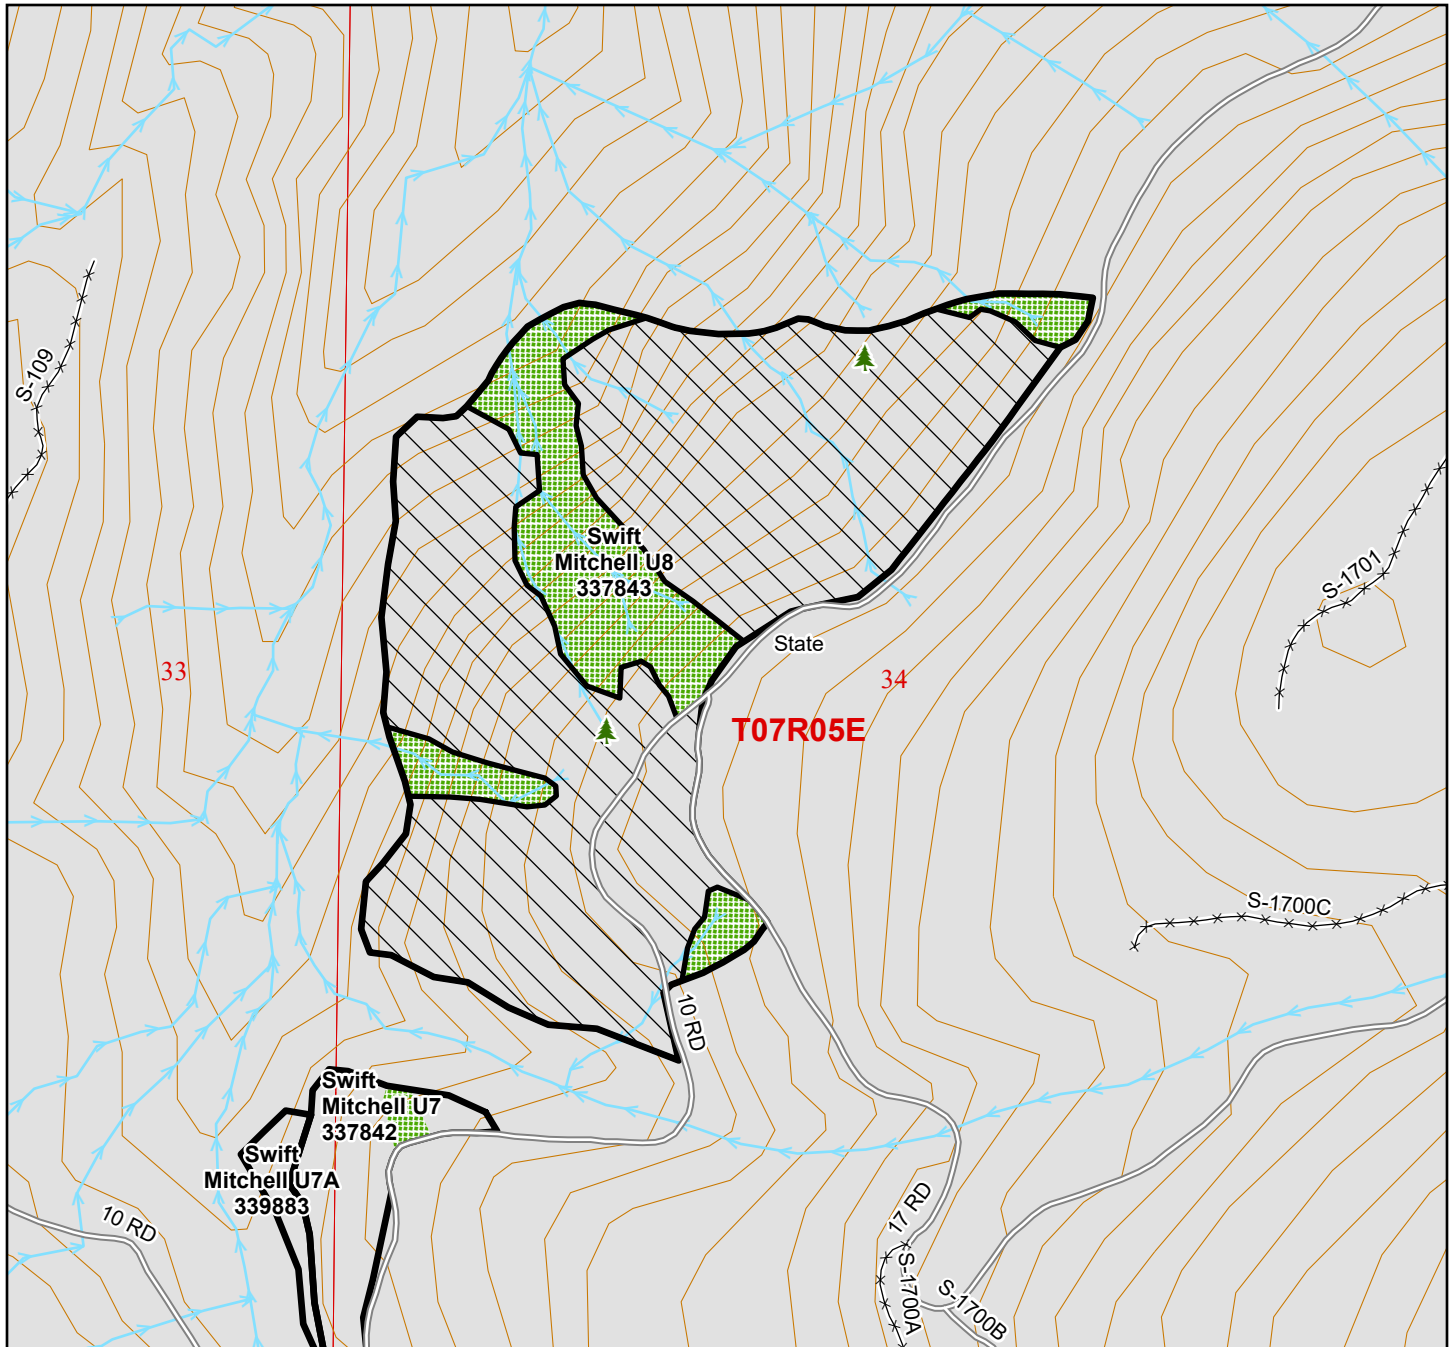 S-109
Swift
Mitchell U8
337843
S-1701
State
33
34
T07R05E
S-1700C
10 RD
Swift
Mitchell U7
337842
Swift
Mitchell U7A
339883
10 RD
17 RD
S-1700A
S-1700B